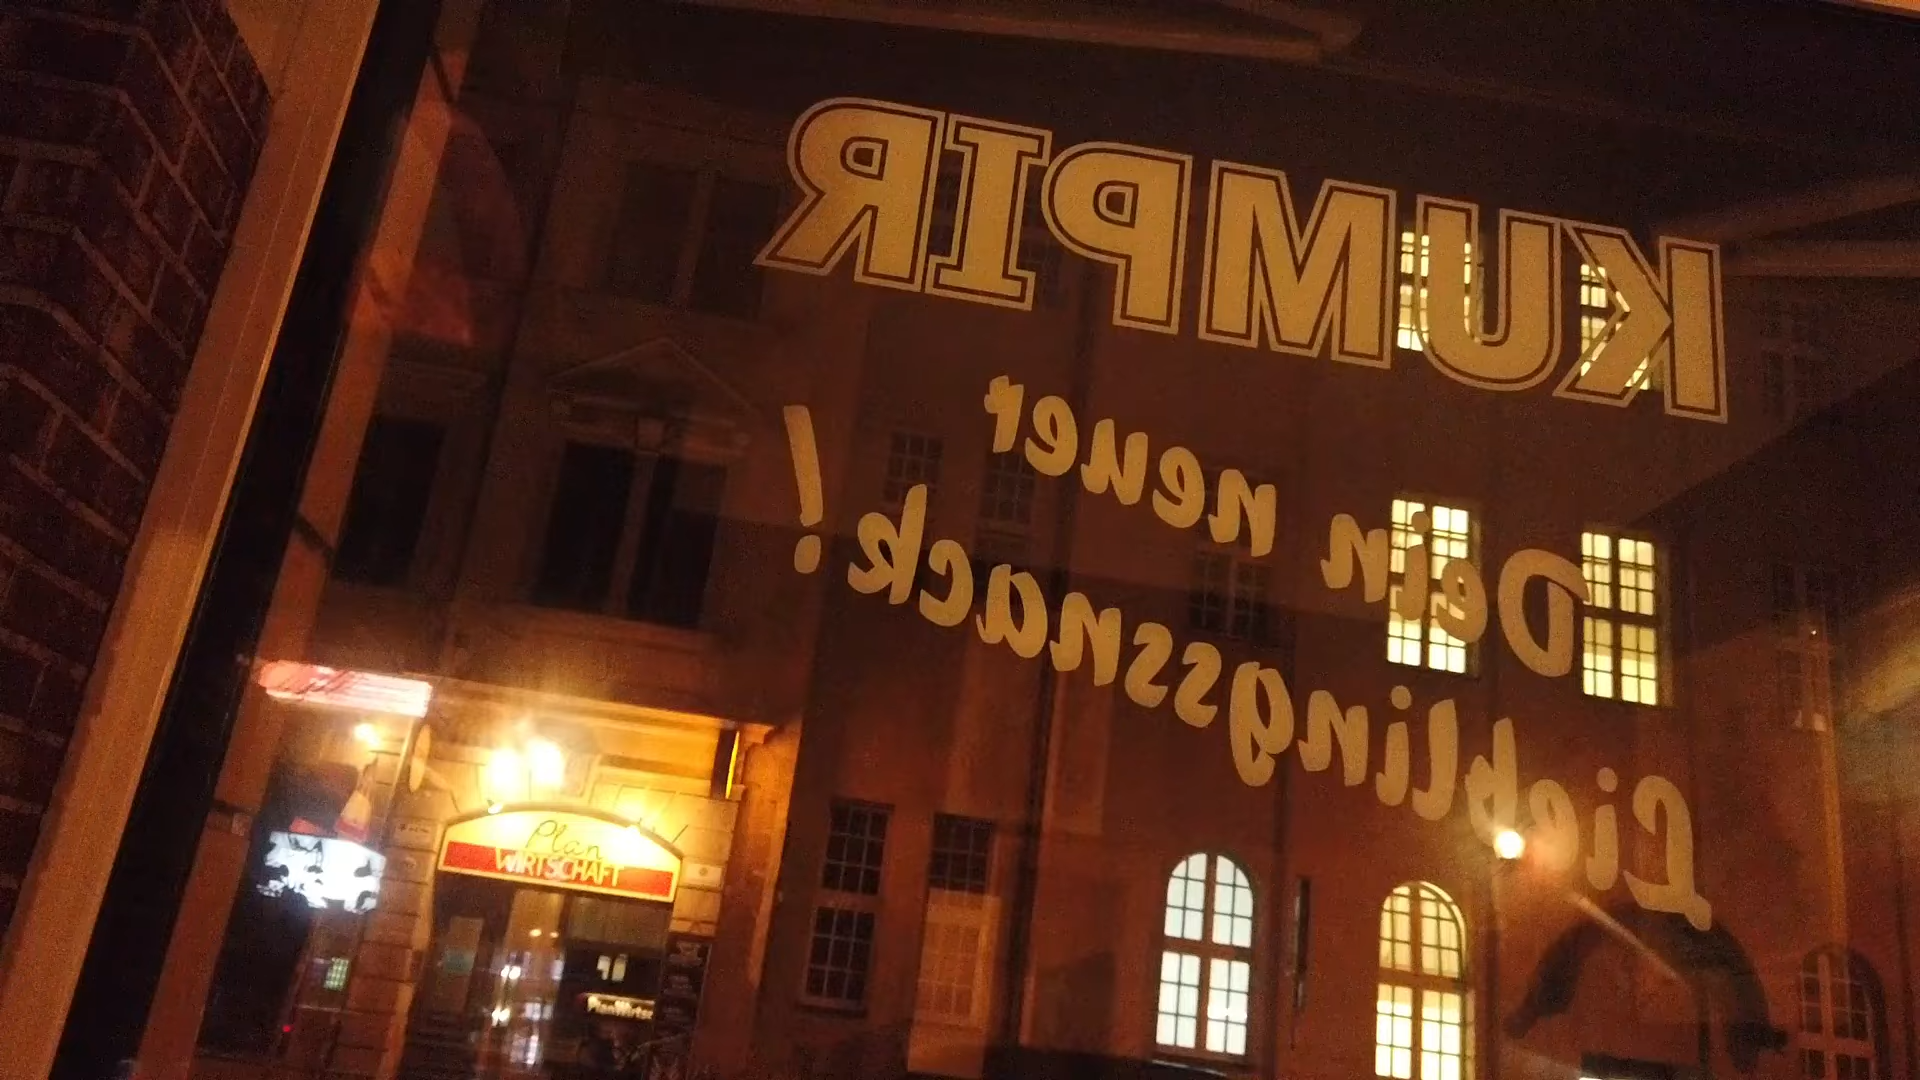 KUMPIR
Dein neuer
Lieblingssnack!
Plan
WIRTSCHAFT
PlanWirtsc